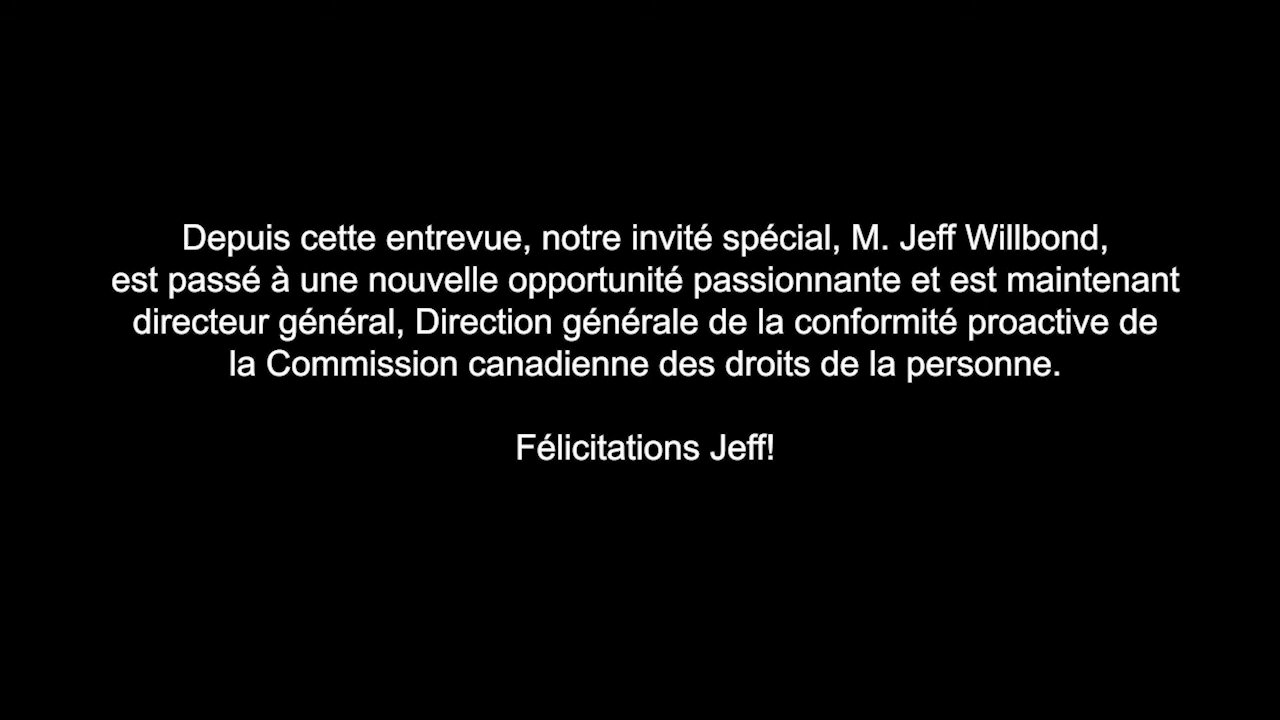 Depuis cette entrevue, notre invité spécial, M. Jeff Willbond,
est passé à une nouvelle opportunité passionnante et est maintenant
directeur général, Direction générale de la conformité proactive de
la Commission canadienne des droits de la personne.
Félicitations Jeff!